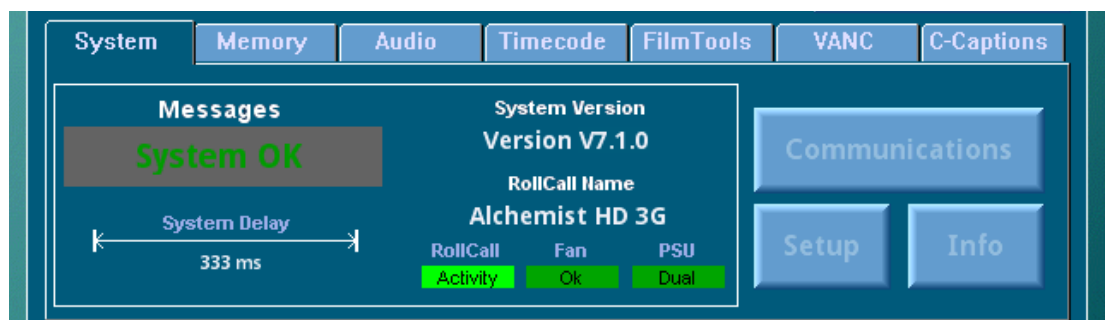 System Memory Audio Timecode FilmTools VANC C-Captions
Messages
System OK
System Delay
333 ms
System Version
Version V7.1.0
RollCall Name
Alchemist HD 3G
RollCall Fan PSU
Activity Ok Dual
Communications
Setup Info